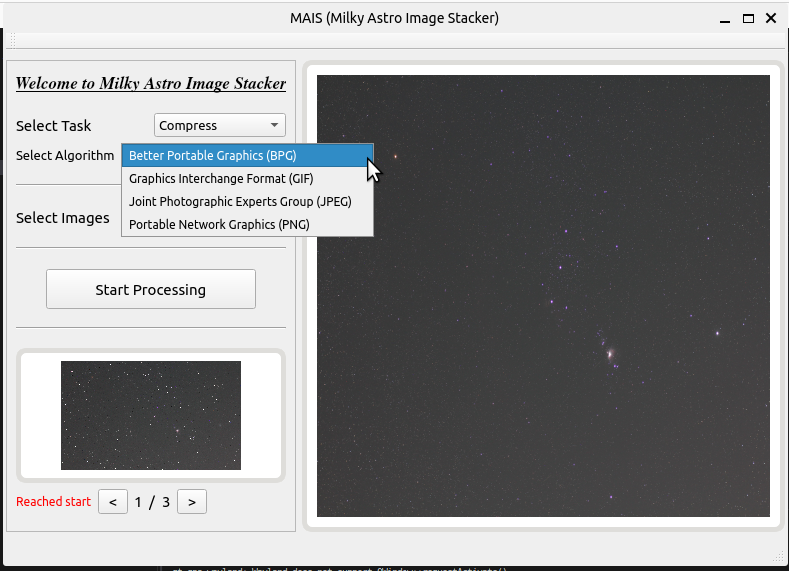 MAIS (Milky Astro Image Stacker)
Welcome to Milky Astro Image Stacker
Select Task
Compress
Select Algorithm
Better Portable Graphics (BPG)
Graphics Interchange Format (GIF)
Joint Photographic Experts Group (JPEG)
Portable Network Graphics (PNG)
Select Images
Start Processing
Reached start < 1 / 3 >